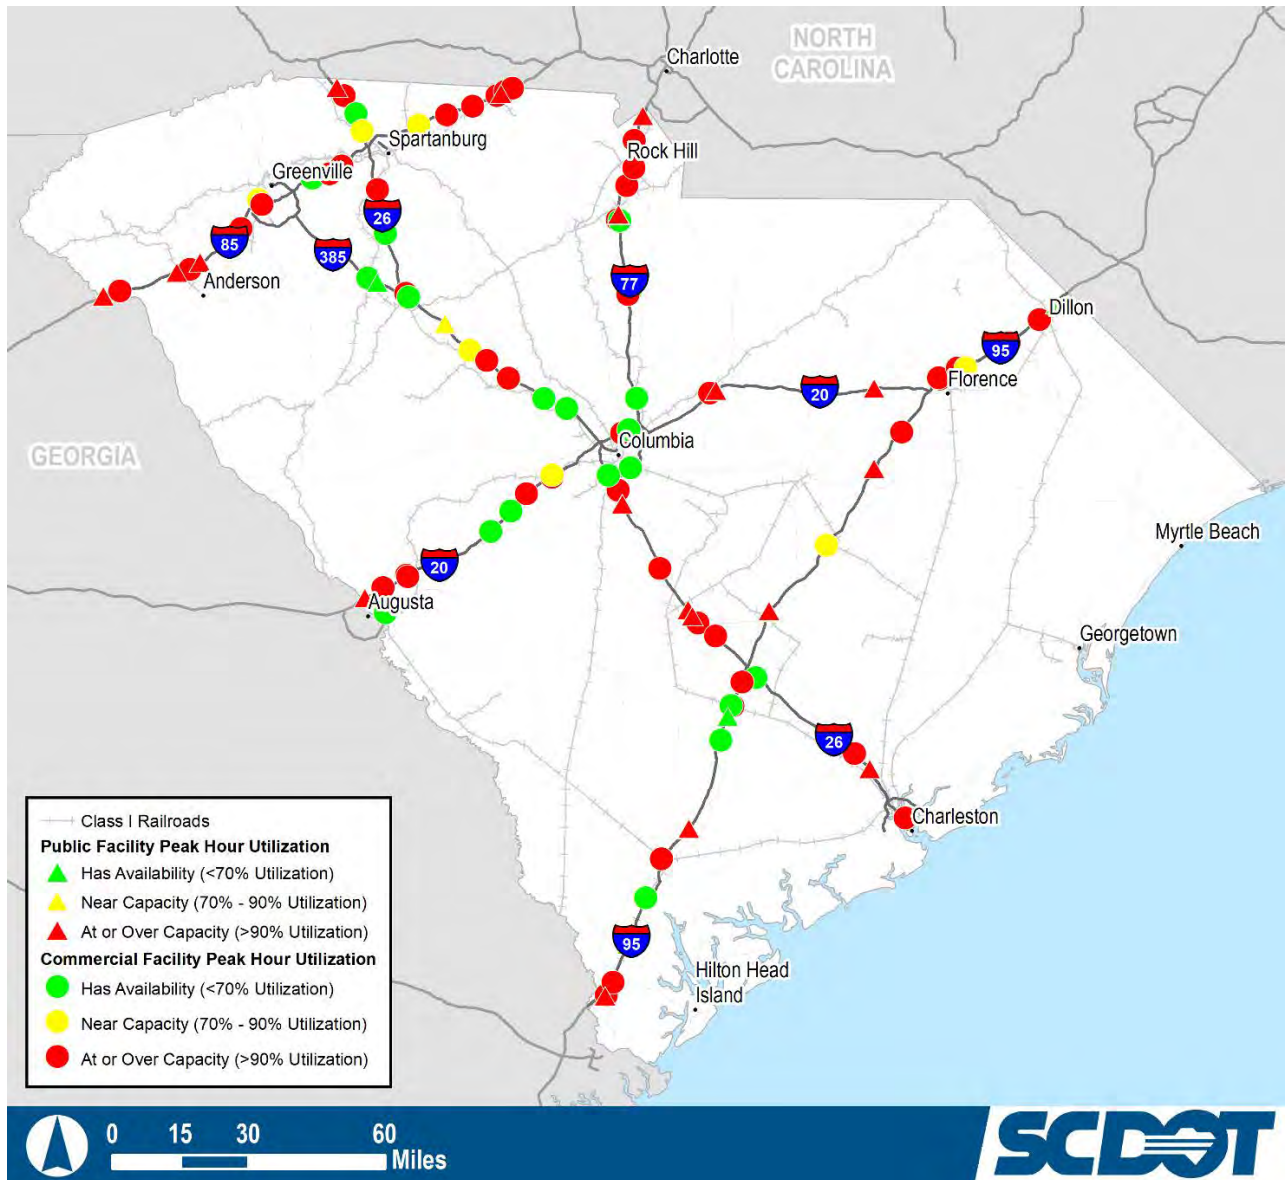 NORTH
CAROLINA
Charlotte
Spartanburg
Rock Hill
Greenville
26
85
385
77
Anderson
Dillon
95
20
Florence
Columbia
GEORGIA
Myrtle Beach
20
Augusta
Georgetown
26
Charleston
95
Hilton Head
Island
Class I Railroads
Public Facility Peak Hour Utilization
Has Availability (<70% Utilization)
Near Capacity (70% - 90% Utilization)
At or Over Capacity (>90% Utilization)
Commercial Facility Peak Hour Utilization
Has Availability (<70% Utilization)
Near Capacity (70% - 90% Utilization)
At or Over Capacity (>90% Utilization)
0 15 30 60
Miles
SCDOT